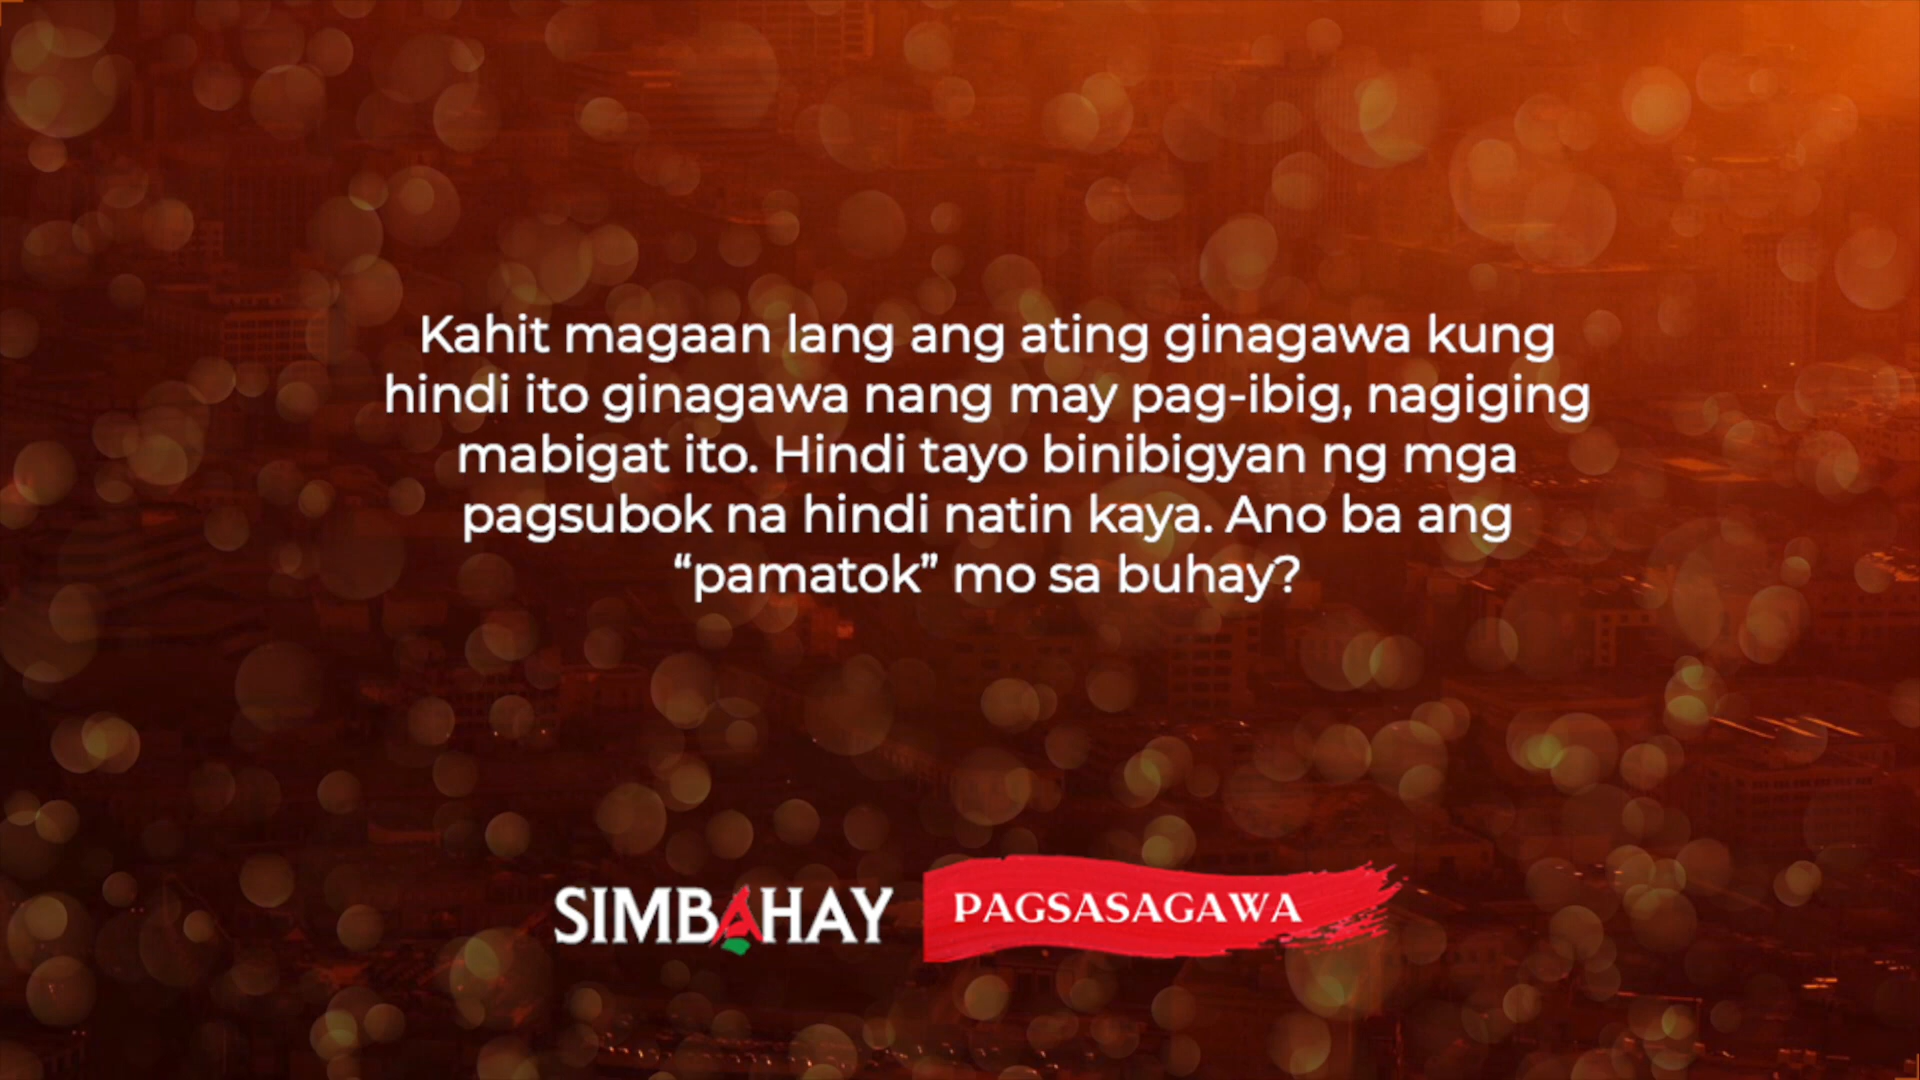 Kahit magaan lang ang ating ginagawa kung
hindi ito ginagawa nang may pag-ibig, nagiging
mabigat ito. Hindi tayo binibigyan ng mga
pagsubok na hindi natin kaya. Ano ba ang
“pamatok” mo sa buhay?
SIMBAHAY PAGSASAGAWA